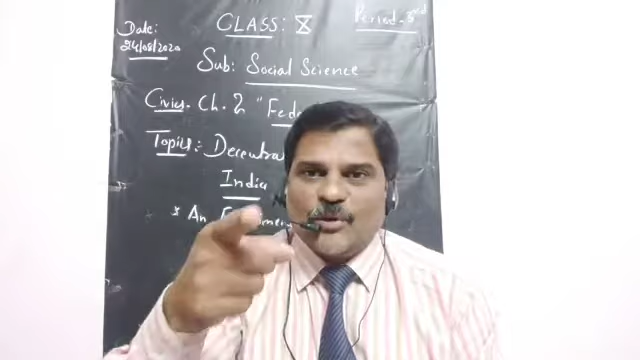 Date:
24/08/2020
CLASS: X
Period-3rd
Sub: Social Science
Civics. Ch. 2 "Fede
Topic: Decentra
India
* An